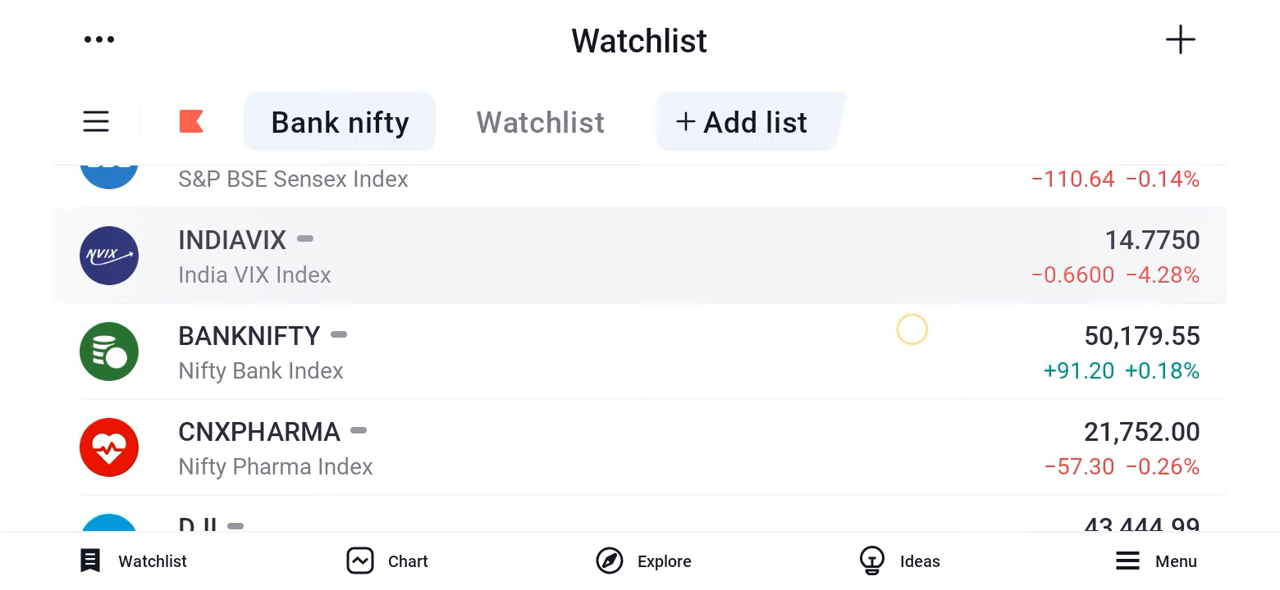 Watchlist
Bank nifty
Watchlist
+ Add list
S&P BSE Sensex Index
−110.64 −0.14%
NVIX
INDIAVIX
14.7750
India VIX Index
−0.6600 −4.28%
BANKNIFTY
50,179.55
Nifty Bank Index
+91.20 +0.18%
CNXPHARMA
21,752.00
Nifty Pharma Index
−57.30 −0.26%
DJI
43,444.99
Watchlist
Chart
Explore
Ideas
Menu